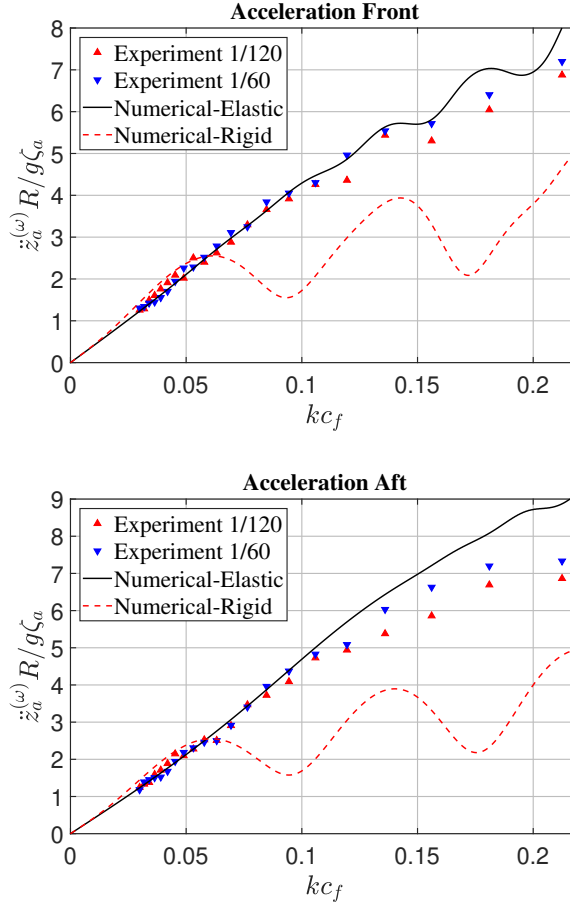 Acceleration Front
8
7
6
5
4
3
2
1
0
Experiment 1/120
Experiment 1/60
Numerical-Elastic
Numerical-Rigid
z̈ₐ^(ω) R/gζₐ
0 0.05 0.1 0.15 0.2
kc_f
Acceleration Aft
9
8
7
6
5
4
3
2
1
0
Experiment 1/120
Experiment 1/60
Numerical-Elastic
Numerical-Rigid
z̈ₐ^(ω) R/gζₐ
0 0.05 0.1 0.15 0.2
kc_f